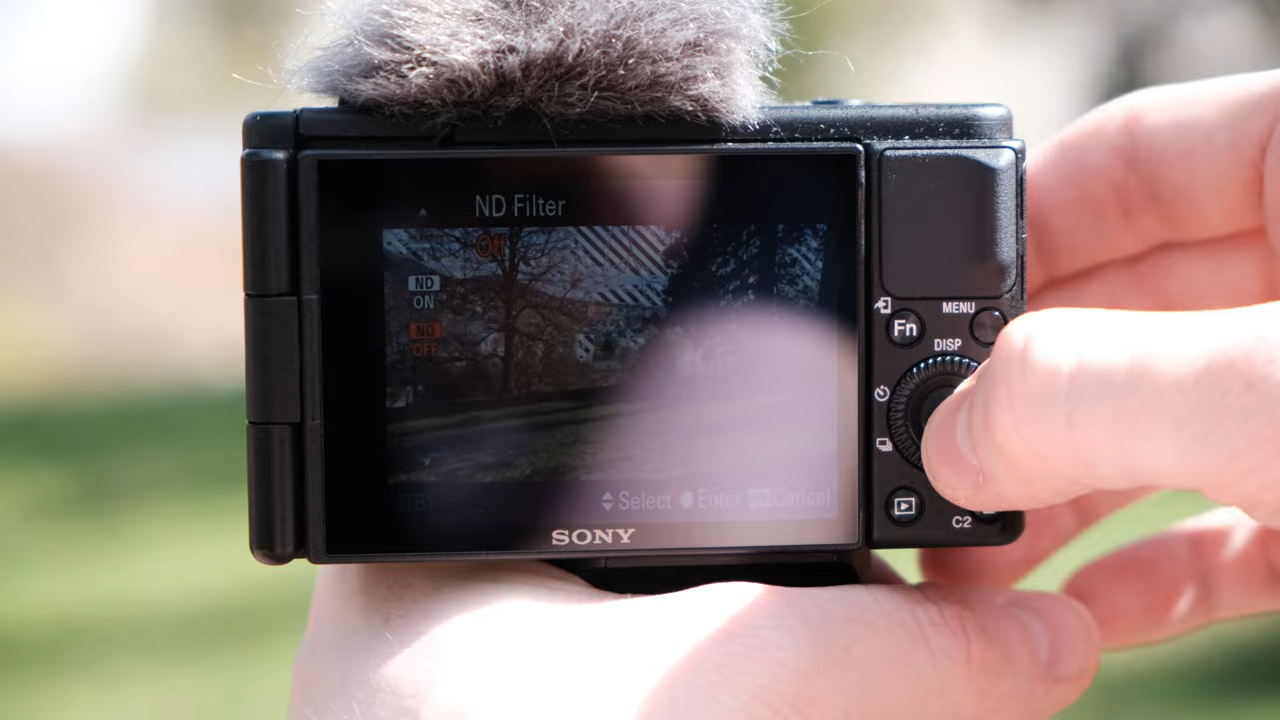 ND Filter
Off
ND
ON
ND
OFF
Select Enter Cancel
SONY
MENU
Fn
DISP
C2